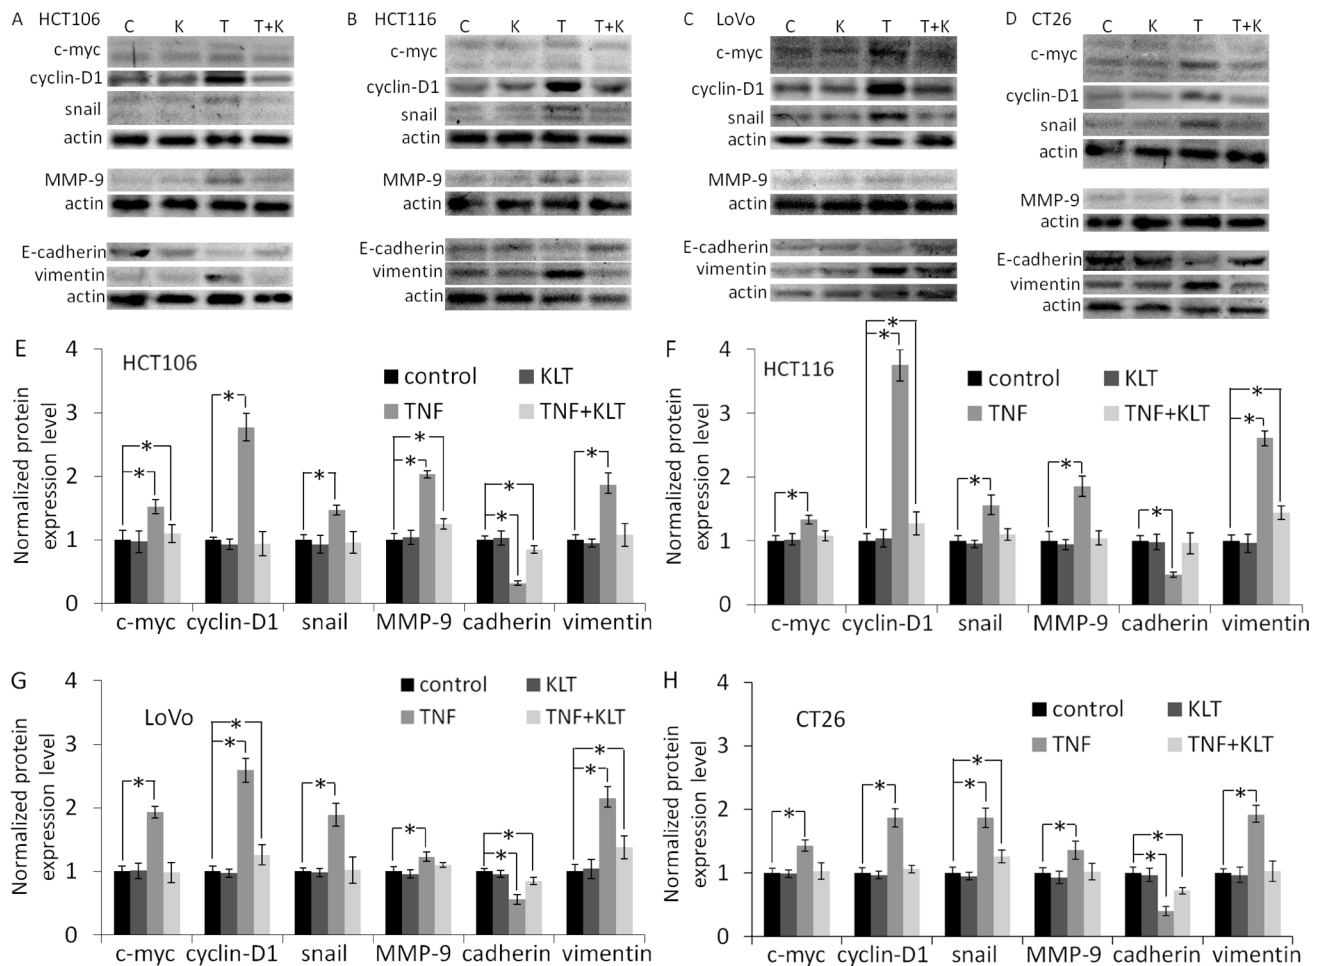 A HCT106
C K T T+K
c-myc
cyclin-D1
snail
actin
MMP-9
actin
E-cadherin
vimentin
actin
B HCT116
C K T T+K
c-myc
cyclin-D1
snail
actin
MMP-9
actin
E-cadherin
vimentin
actin
C LoVo
C K T T+K
c-myc
cyclin-D1
snail
actin
MMP-9
actin
E-cadherin
vimentin
actin
D CT26
C K T T+K
c-myc
cyclin-D1
snail
actin
MMP-9
actin
E-cadherin
vimentin
actin
E
HCT106
Normalized protein
expression level
4
3
2
1
0
control KLT
TNF TNF+KLT
* * * * * * * * *
c-myc cyclin-D1 snail MMP-9 cadherin vimentin
F
HCT116
Normalized protein
expression level
4
3
2
1
0
control KLT
TNF TNF+KLT
* * * * * * * *
c-myc cyclin-D1 snail MMP-9 cadherin vimentin
G
LoVo
Normalized protein
expression level
4
3
2
1
0
control KLT
TNF TNF+KLT
* * * * * * * * *
c-myc cyclin-D1 snail MMP-9 cadherin vimentin
H
CT26
Normalized protein
expression level
4
3
2
1
0
control KLT
TNF TNF+KLT
* * * * * * * *
c-myc cyclin-D1 snail MMP-9 cadherin vimentin